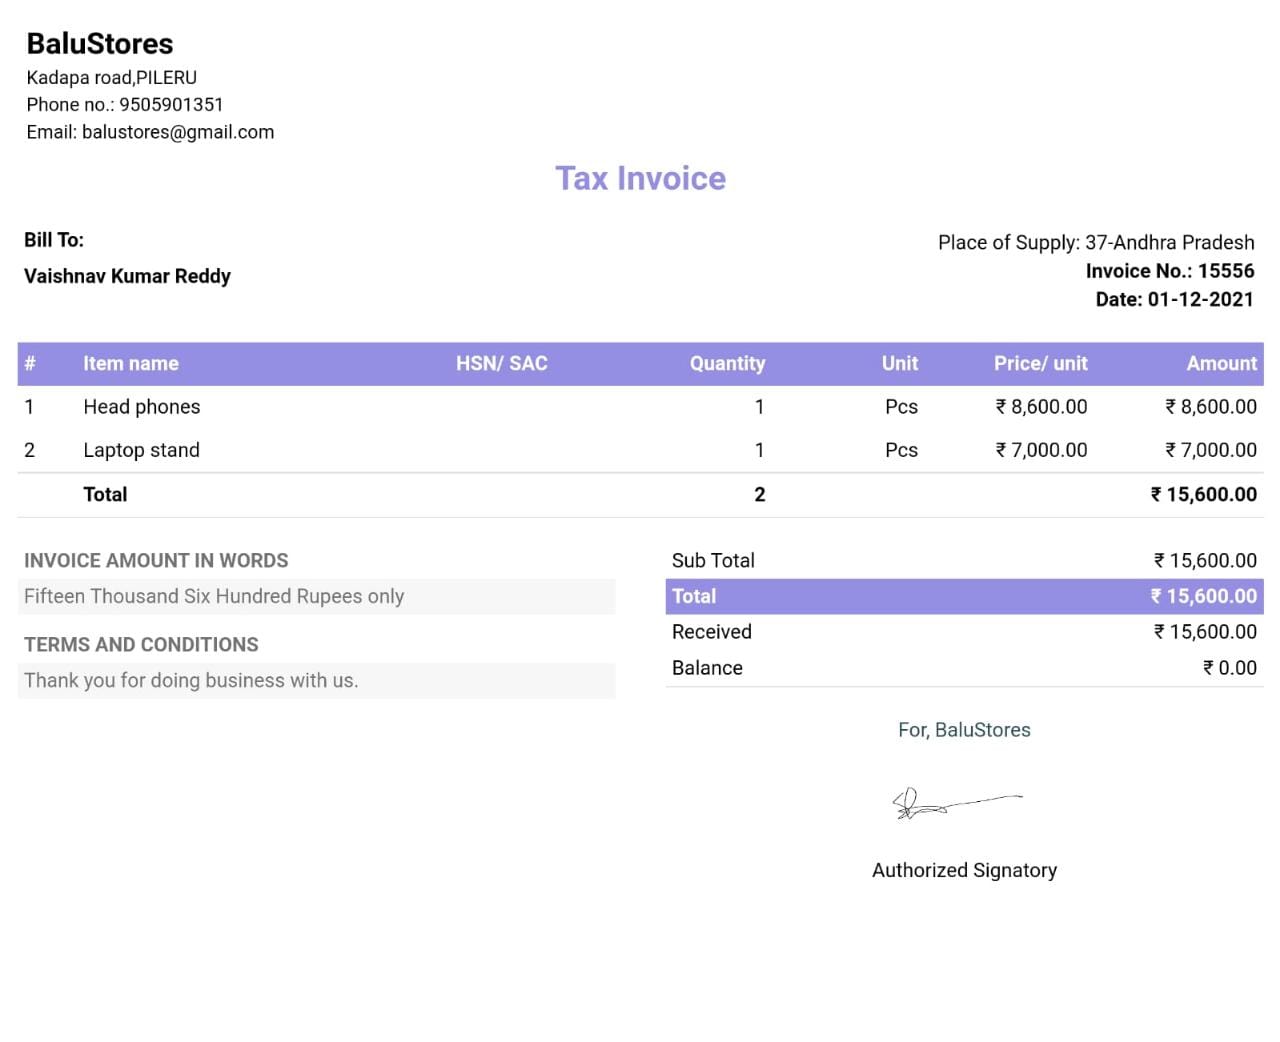 BaluStores
Kadapa road,PILERU
Phone no.: 9505901351
Email: balustores@gmail.com
Tax Invoice
Bill To:
Vaishnav Kumar Reddy
Place of Supply: 37-Andhra Pradesh
Invoice No.: 15556
Date: 01-12-2021
# Item name HSN/ SAC Quantity Unit Price/ unit Amount
1 Head phones 1 Pcs ₹ 8,600.00 ₹ 8,600.00
2 Laptop stand 1 Pcs ₹ 7,000.00 ₹ 7,000.00
Total 2 ₹ 15,600.00
INVOICE AMOUNT IN WORDS
Fifteen Thousand Six Hundred Rupees only
TERMS AND CONDITIONS
Thank you for doing business with us.
Sub Total ₹ 15,600.00
Total ₹ 15,600.00
Received ₹ 15,600.00
Balance ₹ 0.00
For, BaluStores
Authorized Signatory